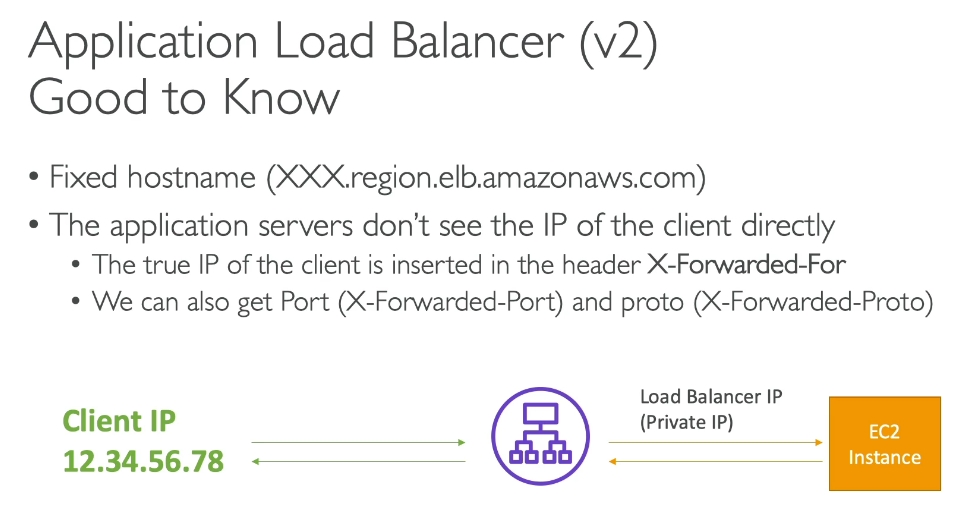 Application Load Balancer (v2)
Good to Know
• Fixed hostname (XXX.region.elb.amazonaws.com)
• The application servers don't see the IP of the client directly
• The true IP of the client is inserted in the header X-Forwarded-For
• We can also get Port (X-Forwarded-Port) and proto (X-Forwarded-Proto)
Client IP
12.34.56.78
Load Balancer IP
(Private IP)
EC2
Instance